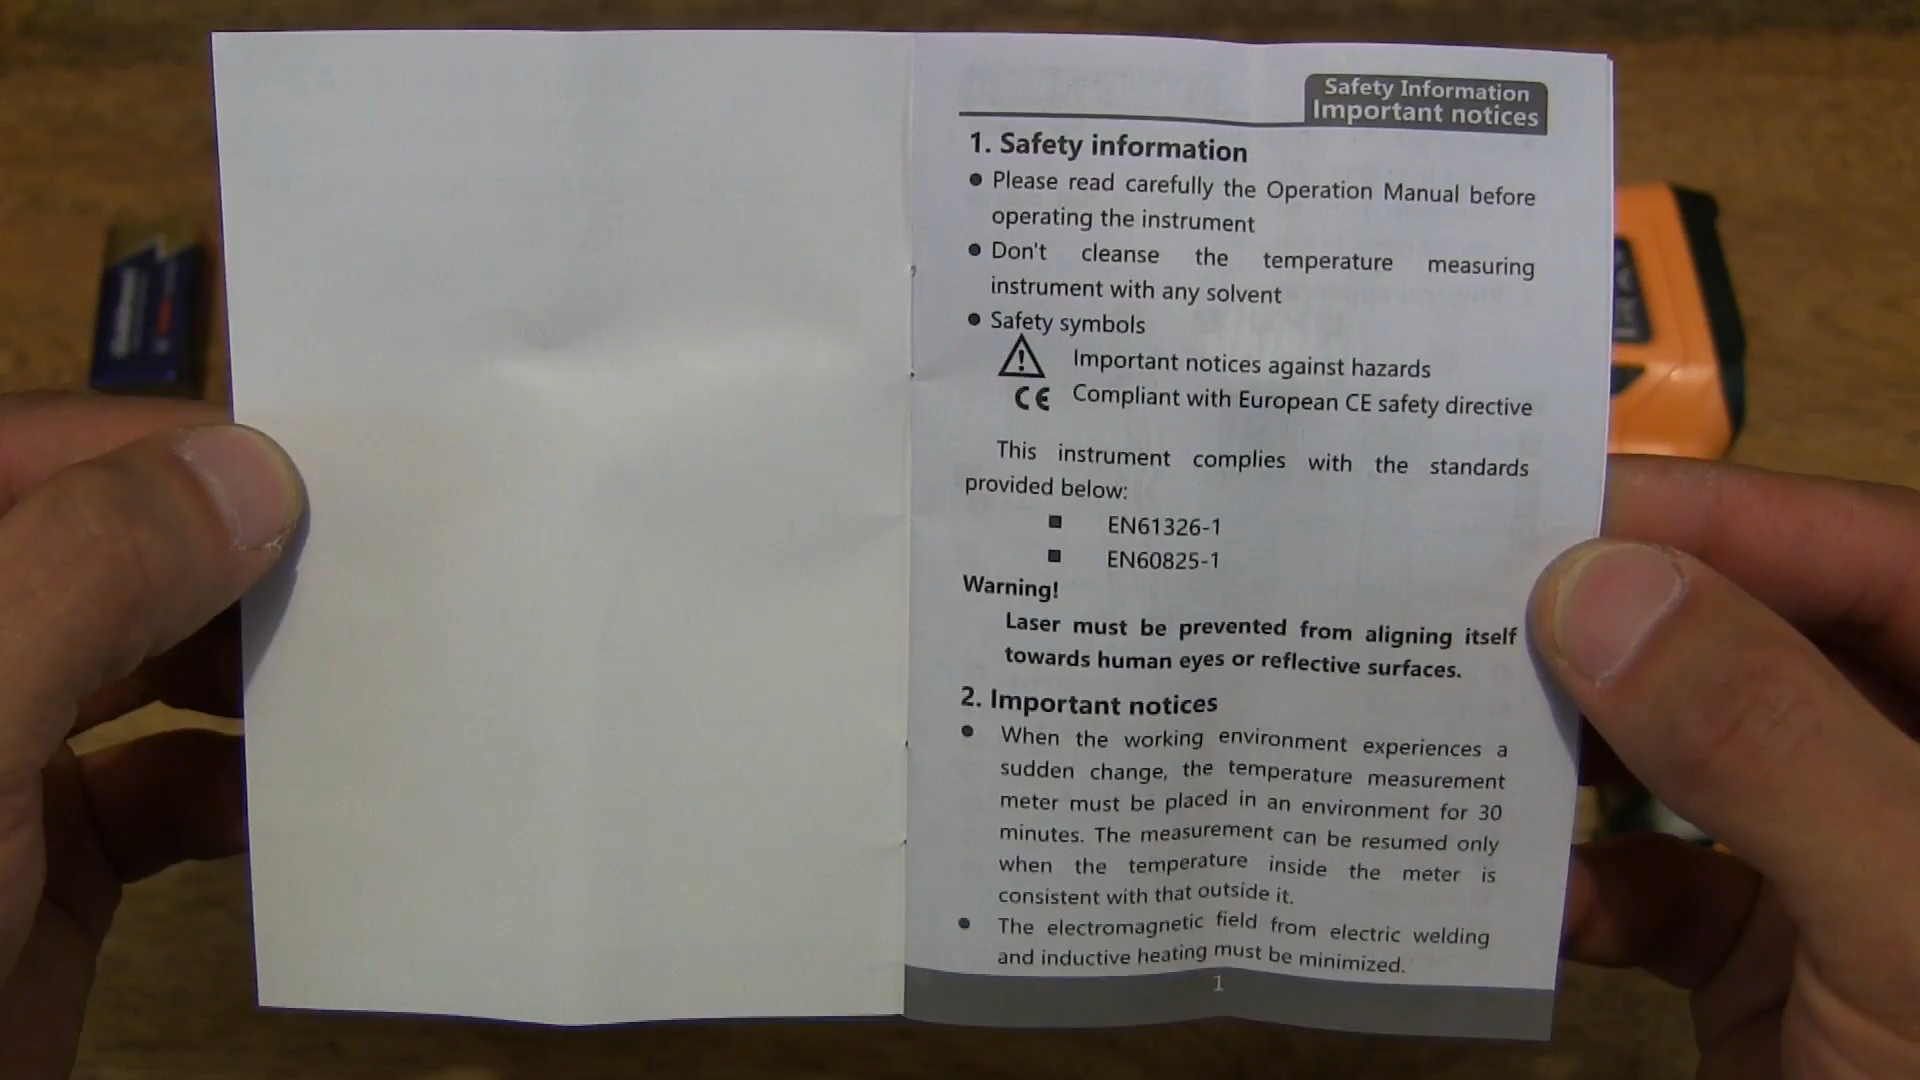 Safety Information
Important notices
1. Safety information
● Please read carefully the Operation Manual before
operating the instrument
● Don't cleanse the temperature measuring
instrument with any solvent
● Safety symbols
Important notices against hazards
CE Compliant with European CE safety directive
This instrument complies with the standards
provided below:
■ EN61326-1
■ EN60825-1
Warning!
Laser must be prevented from aligning itself
towards human eyes or reflective surfaces.
2. Important notices
● When the working environment experiences a
sudden change, the temperature measurement
meter must be placed in an environment for 30
minutes. The measurement can be resumed only
when the temperature inside the meter is
consistent with that outside it.
● The electromagnetic field from electric welding
and inductive heating must be minimized.
1